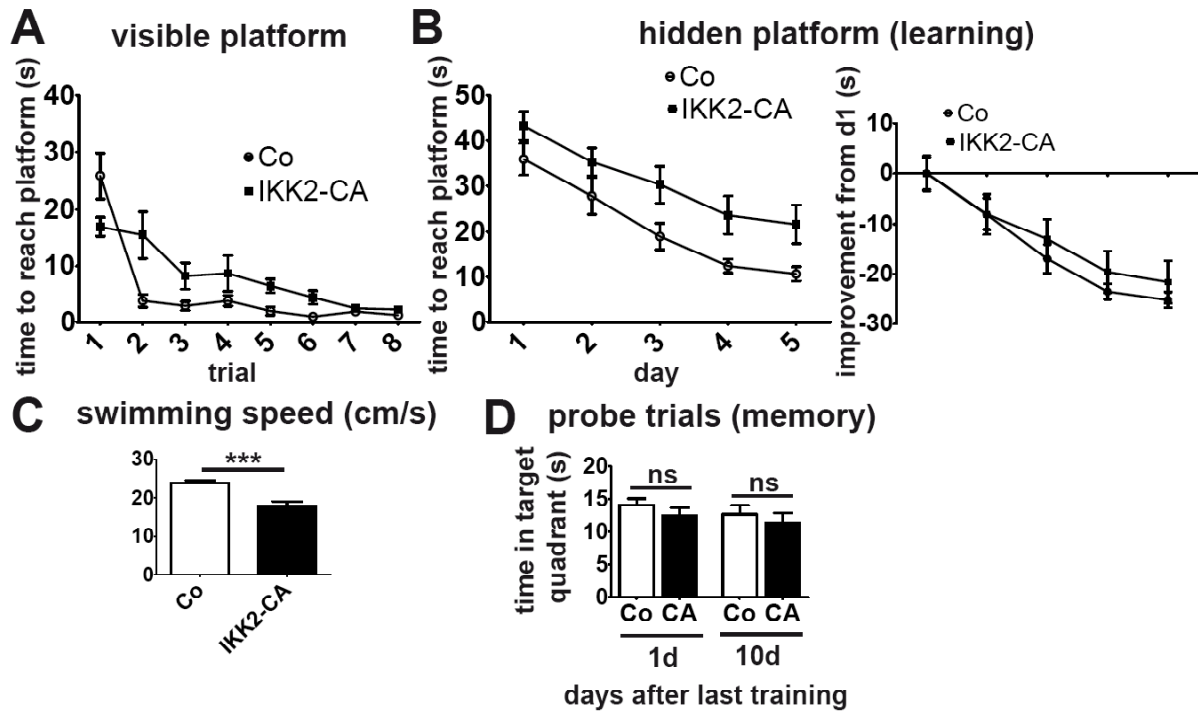 A visible platform
time to reach platform (s)
40
30
20
10
0
Co
IKK2-CA
1 2 3 4 5 6 7 8
trial
B hidden platform (learning)
time to reach platform (s)
50
40
30
20
10
0
Co
IKK2-CA
1 2 3 4 5
day
improvement from d1 (s)
10
0
-10
-20
-30
Co
IKK2-CA
C swimming speed (cm/s)
30
20
10
0
***
Co
IKK2-CA
D probe trials (memory)
time in target
quadrant (s)
20
15
10
5
0
ns
ns
Co CA Co CA
1d 10d
days after last training